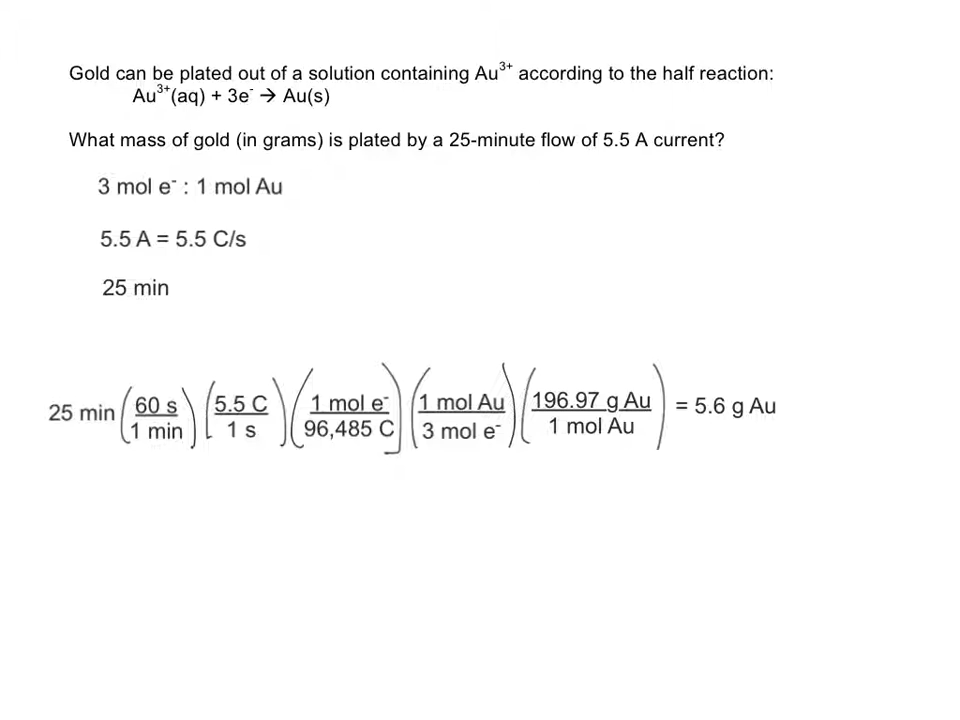 Gold can be plated out of a solution containing Au³⁺ according to the half reaction:
Au³⁺(aq) + 3e⁻ → Au(s)
What mass of gold (in grams) is plated by a 25-minute flow of 5.5 A current?
3 mol e⁻ : 1 mol Au
5.5 A = 5.5 C/s
25 min
25 min (60 s / 1 min) (5.5 C / 1 s) (1 mol e⁻ / 96,485 C) (1 mol Au / 3 mol e⁻) (196.97 g Au / 1 mol Au) = 5.6 g Au